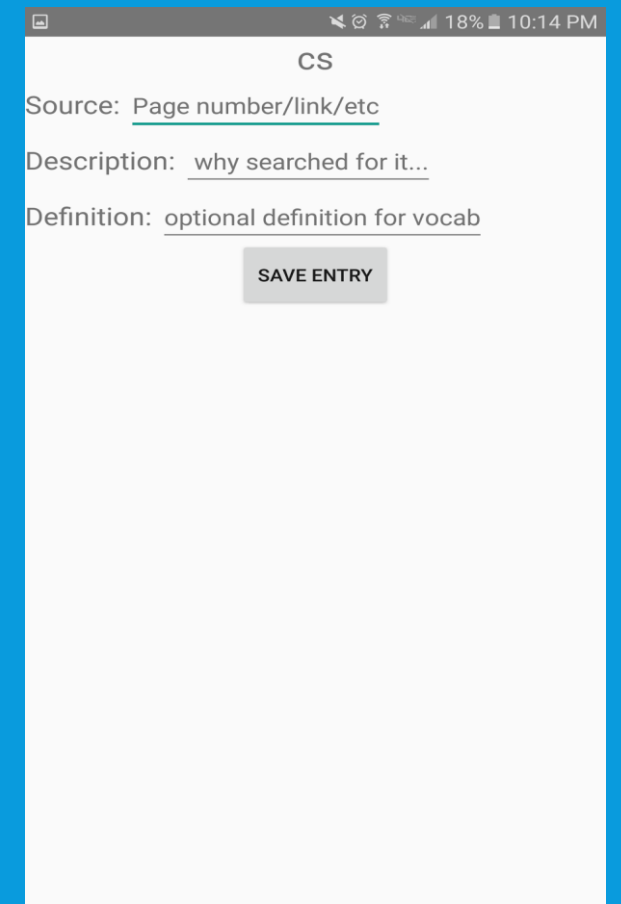 18% 10:14 PM
CS
Source: Page number/link/etc
Description: why searched for it...
Definition: optional definition for vocab
SAVE ENTRY